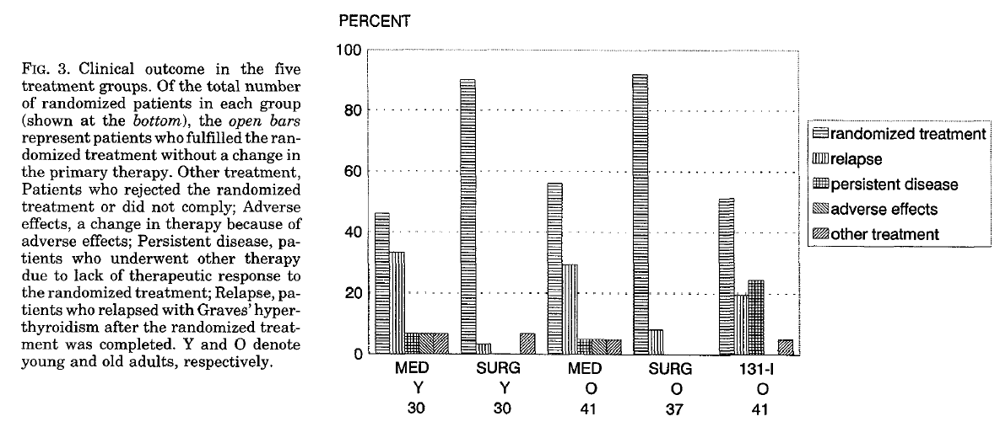 FIG. 3. Clinical outcome in the five
treatment groups. Of the total number
of randomized patients in each group
(shown at the bottom), the open bars
represent patients who fulfilled the ran-
domized treatment without a change in
the primary therapy. Other treatment,
Patients who rejected the randomized
treatment or did not comply; Adverse
effects, a change in therapy because of
adverse effects; Persistent disease, pa-
tients who underwent other therapy
due to lack of therapeutic response to
the randomized treatment; Relapse, pa-
tients who relapsed with Graves' hyper-
thyroidism after the randomized treat-
ment was completed. Y and O denote
young and old adults, respectively.
PERCENT
100
80
60
40
20
0
MED SURG MED SURG 131-I
Y Y O O O
30 30 41 37 41
randomized treatment
relapse
persistent disease
adverse effects
other treatment